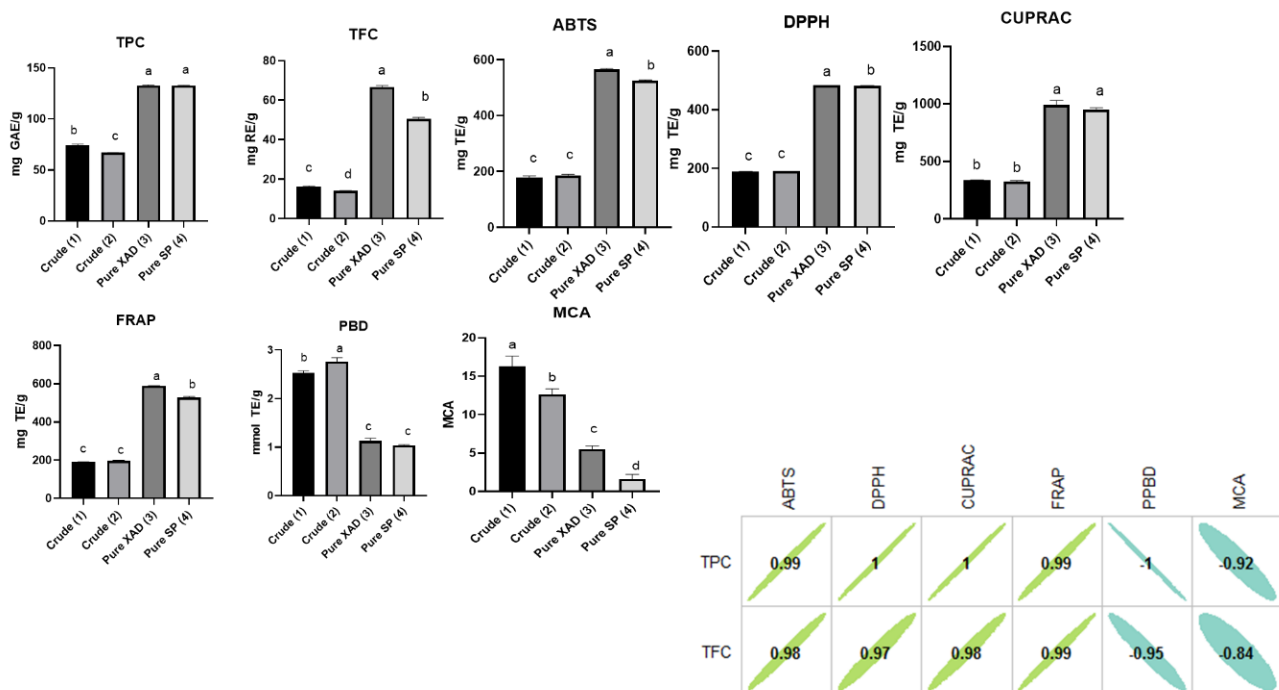 TPC
mg GAE/g
150
100
50
0
b
c
a
a
Crude (1)
Crude (2)
Pure XAD (3)
Pure SP (4)
TFC
mg RE/g
80
60
40
20
0
c
d
a
b
Crude (1)
Crude (2)
Pure XAD (3)
Pure SP (4)
ABTS
mg TE/g
600
400
200
0
c
c
a
b
Crude (1)
Crude (2)
Pure XAD (3)
Pure SP (4)
DPPH
mg TE/g
600
400
200
0
c
c
a
b
Crude (1)
Crude (2)
Pure XAD (3)
Pure SP (4)
CUPRAC
mg TE/g
1500
1000
500
0
b
b
a
a
Crude (1)
Crude (2)
Pure XAD (3)
Pure SP (4)
FRAP
mg TE/g
800
600
400
200
0
c
c
a
b
Crude (1)
Crude (2)
Pure XAD (3)
Pure SP (4)
PBD
mmol TE/g
3
2
1
0
b
a
c
c
Crude (1)
Crude (2)
Pure XAD (3)
Pure SP (4)
MCA
MCA
20
15
10
5
0
a
b
c
d
Crude (1)
Crude (2)
Pure XAD (3)
Pure SP (4)
ABTS DPPH CUPRAC FRAP PPBD MCA
TPC 0.99 1 1 0.99 -1 -0.92
TFC 0.98 0.97 0.98 0.99 -0.95 -0.84